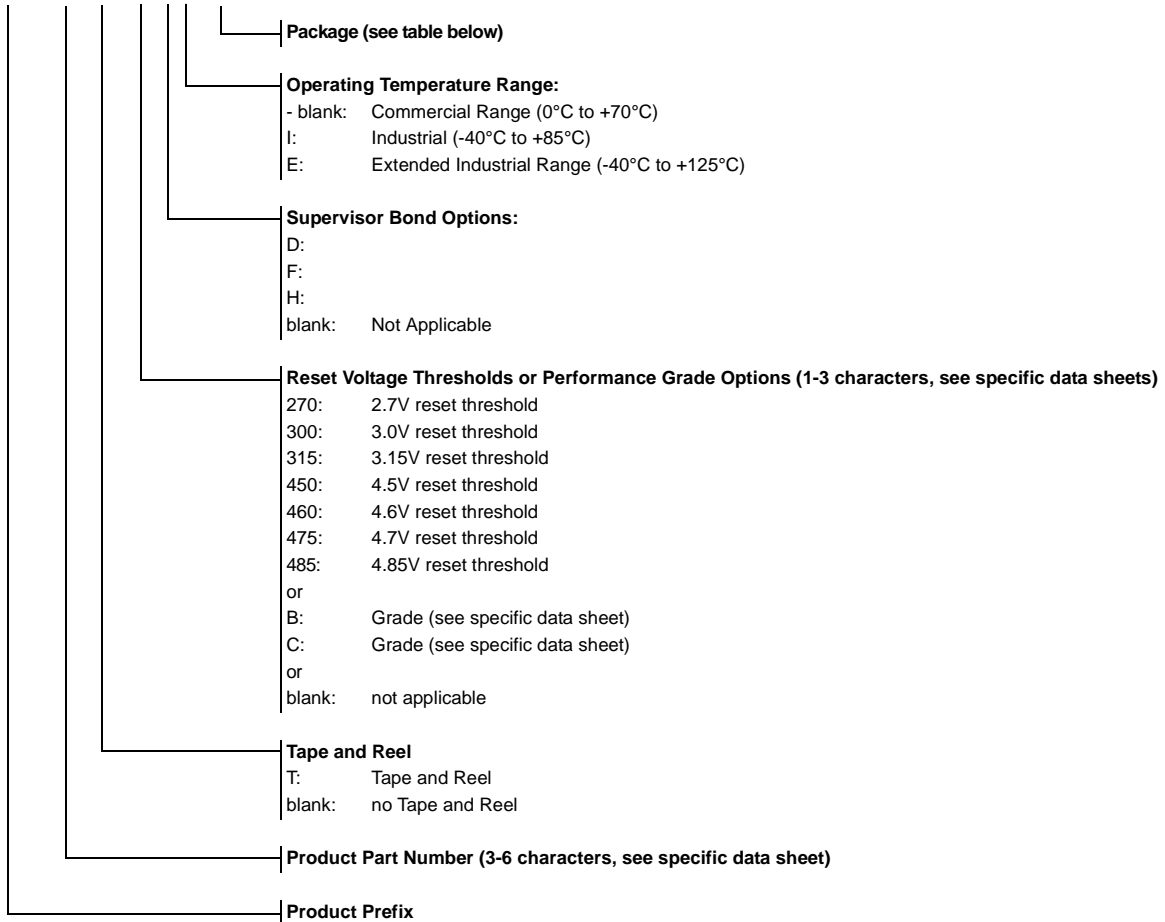 Package (see table below)
Operating Temperature Range:
- blank: Commercial Range (0°C to +70°C)
I: Industrial (-40°C to +85°C)
E: Extended Industrial Range (-40°C to +125°C)
Supervisor Bond Options:
D:
F:
H:
blank: Not Applicable
Reset Voltage Thresholds or Performance Grade Options (1-3 characters, see specific data sheets)
270: 2.7V reset threshold
300: 3.0V reset threshold
315: 3.15V reset threshold
450: 4.5V reset threshold
460: 4.6V reset threshold
475: 4.7V reset threshold
485: 4.85V reset threshold
or
B: Grade (see specific data sheet)
C: Grade (see specific data sheet)
or
blank: not applicable
Tape and Reel
T: Tape and Reel
blank: no Tape and Reel
Product Part Number (3-6 characters, see specific data sheet)
Product Prefix